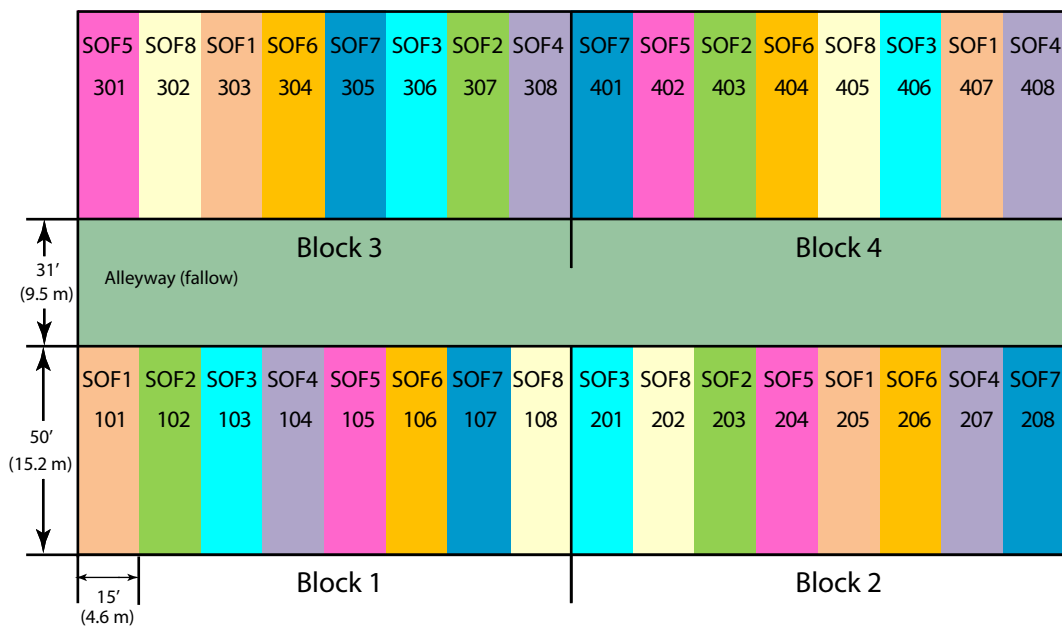 SOF5 SOF8 SOF1 SOF6 SOF7 SOF3 SOF2 SOF4 SOF7 SOF5 SOF2 SOF6 SOF8 SOF3 SOF1 SOF4
301 302 303 304 305 306 307 308 401 402 403 404 405 406 407 408
Block 3 Block 4
31’
(9.5 m)
Alleyway (fallow)
SOF1 SOF2 SOF3 SOF4 SOF5 SOF6 SOF7 SOF8 SOF3 SOF8 SOF2 SOF5 SOF1 SOF6 SOF4 SOF7
101 102 103 104 105 106 107 108 201 202 203 204 205 206 207 208
50’
(15.2 m)
Block 1 Block 2
15’
(4.6 m)